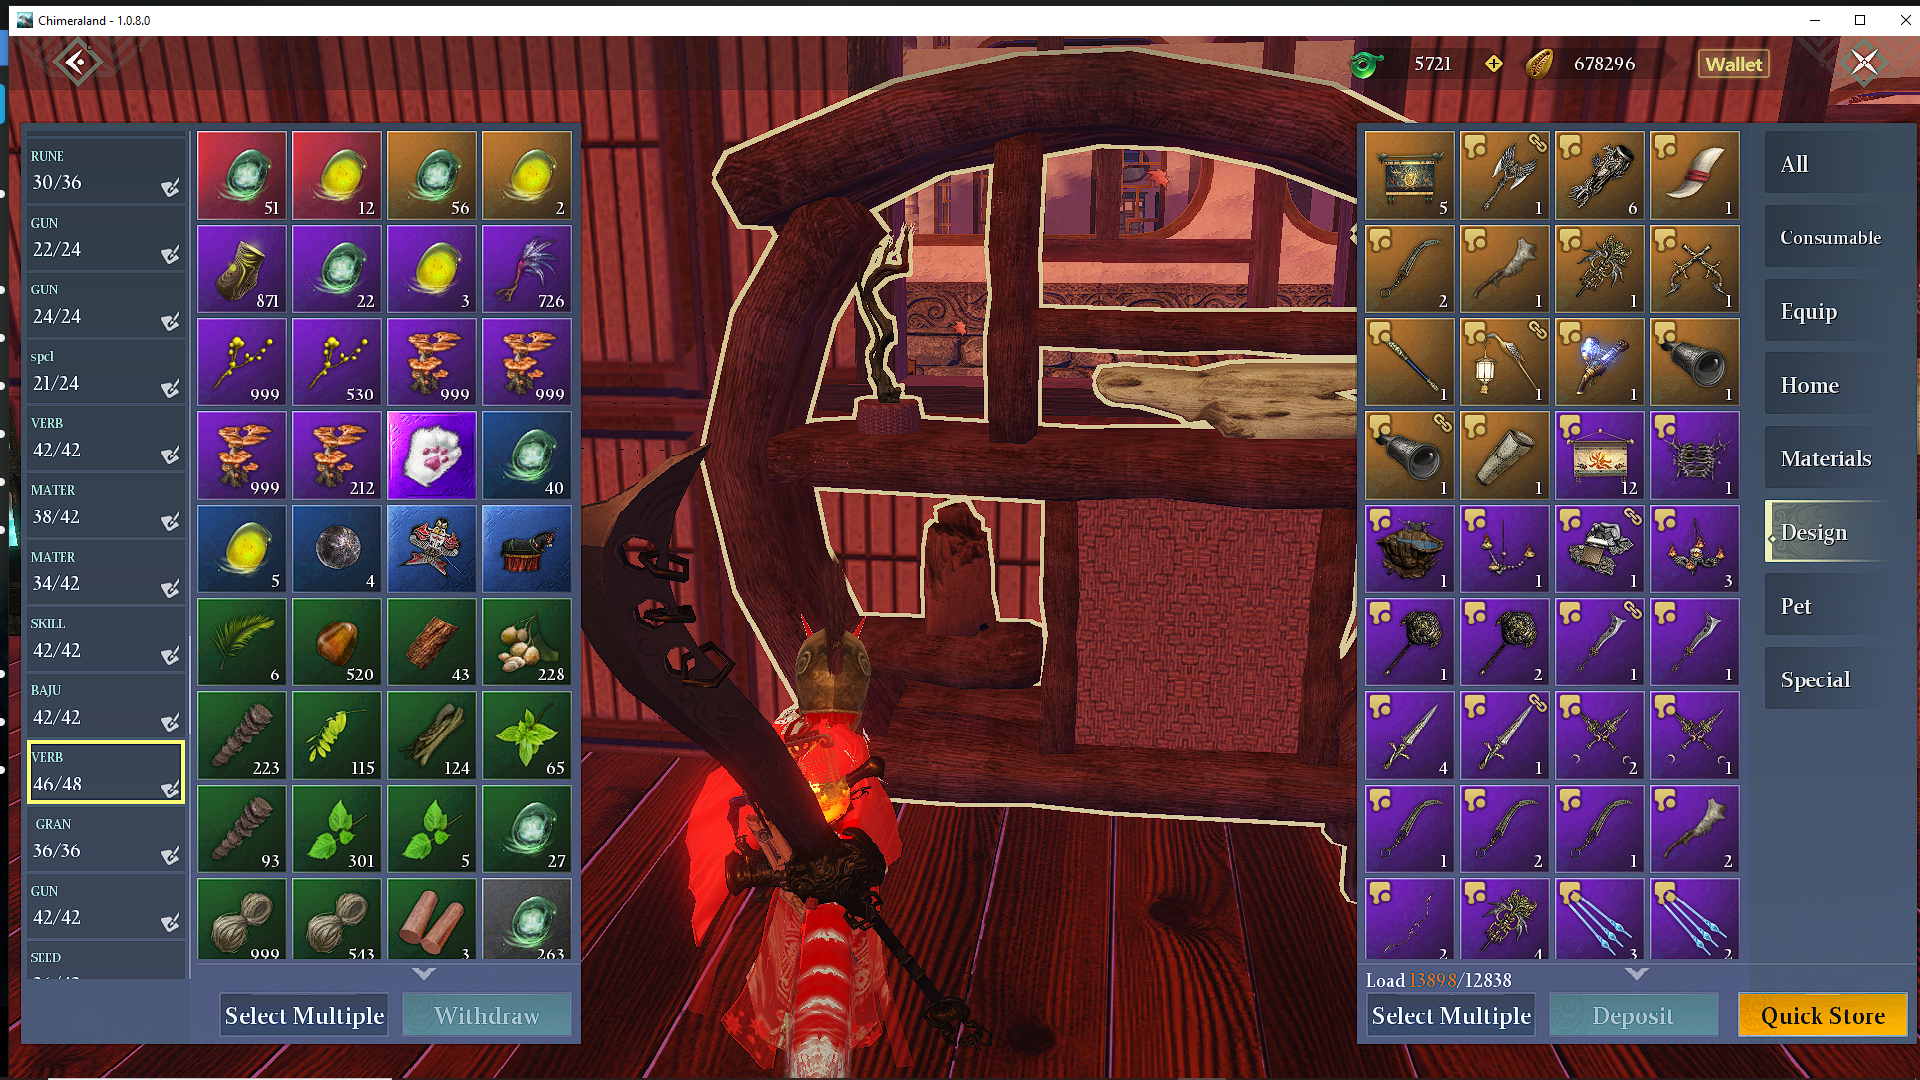 Chimeraland - 1.0.8.0
5721
678296
Wallet
RUNE
30/36
GUN
22/24
GUN
24/24
spcl
21/24
VERB
42/42
MATER
38/42
MATER
34/42
SKILL
42/42
BAJU
42/42
VERB
46/48
GRAN
36/36
GUN
42/42
SEED
51 12 56 2
871 22 3 726
999 530 999 999
999 212 40
5 4
6 520 43 228
223 115 124 65
93 301 5 27
999 543 3 263
Select Multiple
Withdraw
5 1 6 1
2 1 1 1
1 1 1 1
1 1 12 1
1 1 1 3
1 2 1 1
4 1 2 1
1 2 1 2
2 4 3 2
Load 13898/12838
Select Multiple
Deposit
Quick Store
All
Consumable
Equip
Home
Materials
Design
Pet
Special